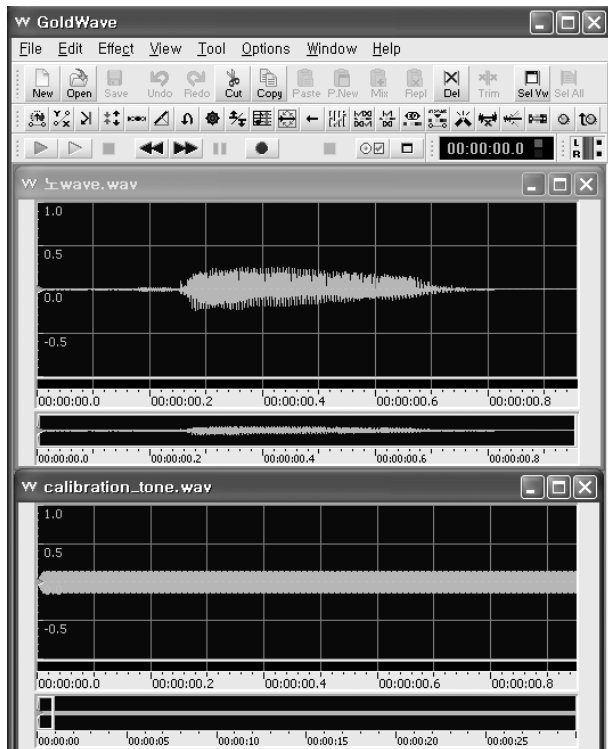 GoldWave
File Edit Effect View Tool Options Window Help
New Open Save Undo Redo Cut Copy Paste P.New Mix Repl Del Trim Sel Vw Sel All
00:00:00.0 L
R
노wave.wav
1.0
0.5
0.0
-0.5
00:00:00.0 00:00:00.2 00:00:00.4 00:00:00.6 00:00:00.8
00:00:00.0 00:00:00.2 00:00:00.4 00:00:00.6 00:00:00.8
calibration_tone.wav
1.0
0.5
-0.5
00:00:00.0 00:00:00.2 00:00:00.4 00:00:00.6 00:00:00.8
00:00:00 00:00:05 00:00:10 00:00:15 00:00:20 00:00:25